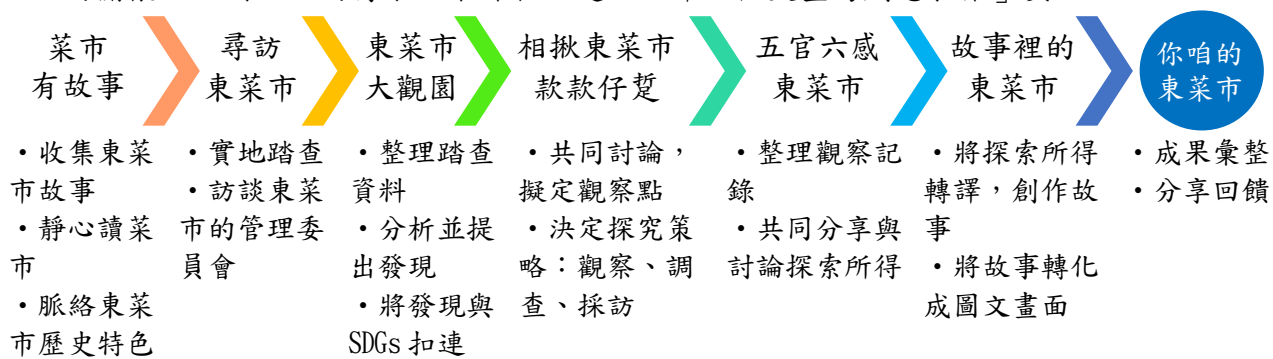 菜市
有故事
尋訪
東菜市
東菜市
大觀園
相揪東菜市
款款仔踅
五官六感
東菜市
故事裡的
東菜市
你咱的
東菜市
・收集東菜
市故事
・靜心讀菜
市
・脈絡東菜
市歷史特色
・實地踏查
・訪談東菜
市的管理委
員會
・整理踏查
資料
・分析並提
出發現
・將發現與
SDGs扣連
・共同討論，
擬定觀察點
・決定探究策
略：觀察、調
查、採訪
・整理觀察記
錄
・共同分享與
討論探索所得
・將探索所得
轉譯，創作故
事
・將故事轉化
成圖文畫面
・成果彙整
・分享回饋